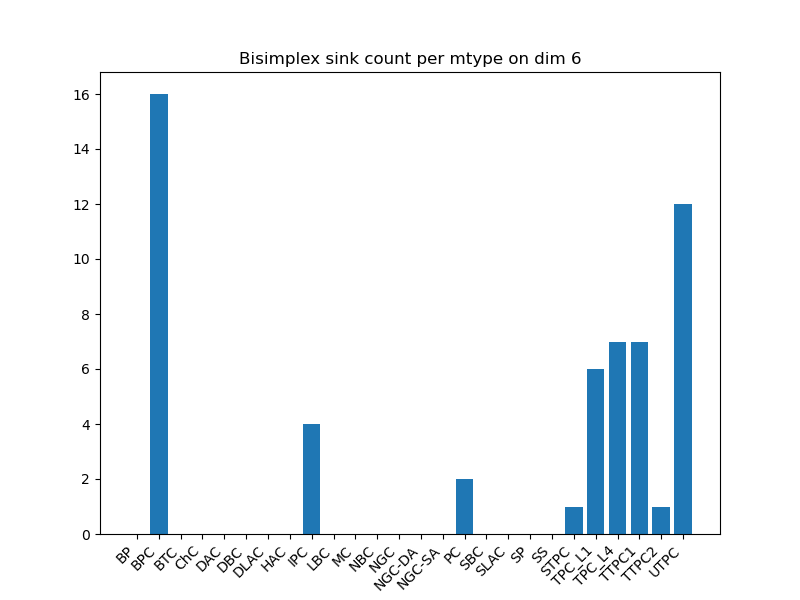 Bisimplex sink count per mtype on dim 6
16
14
12
10
8
6
4
2
0
BP
BPC
BTC
ChC
DAC
DBC
DLAC
HAC
IPC
LBC
MC
NBC
NGC
NGC-DA
NGC-SA
PC
SBC
SLAC
SP
SS
STPC
TPC_L1
TPC_L4
TTPC1
TTPC2
UTPC